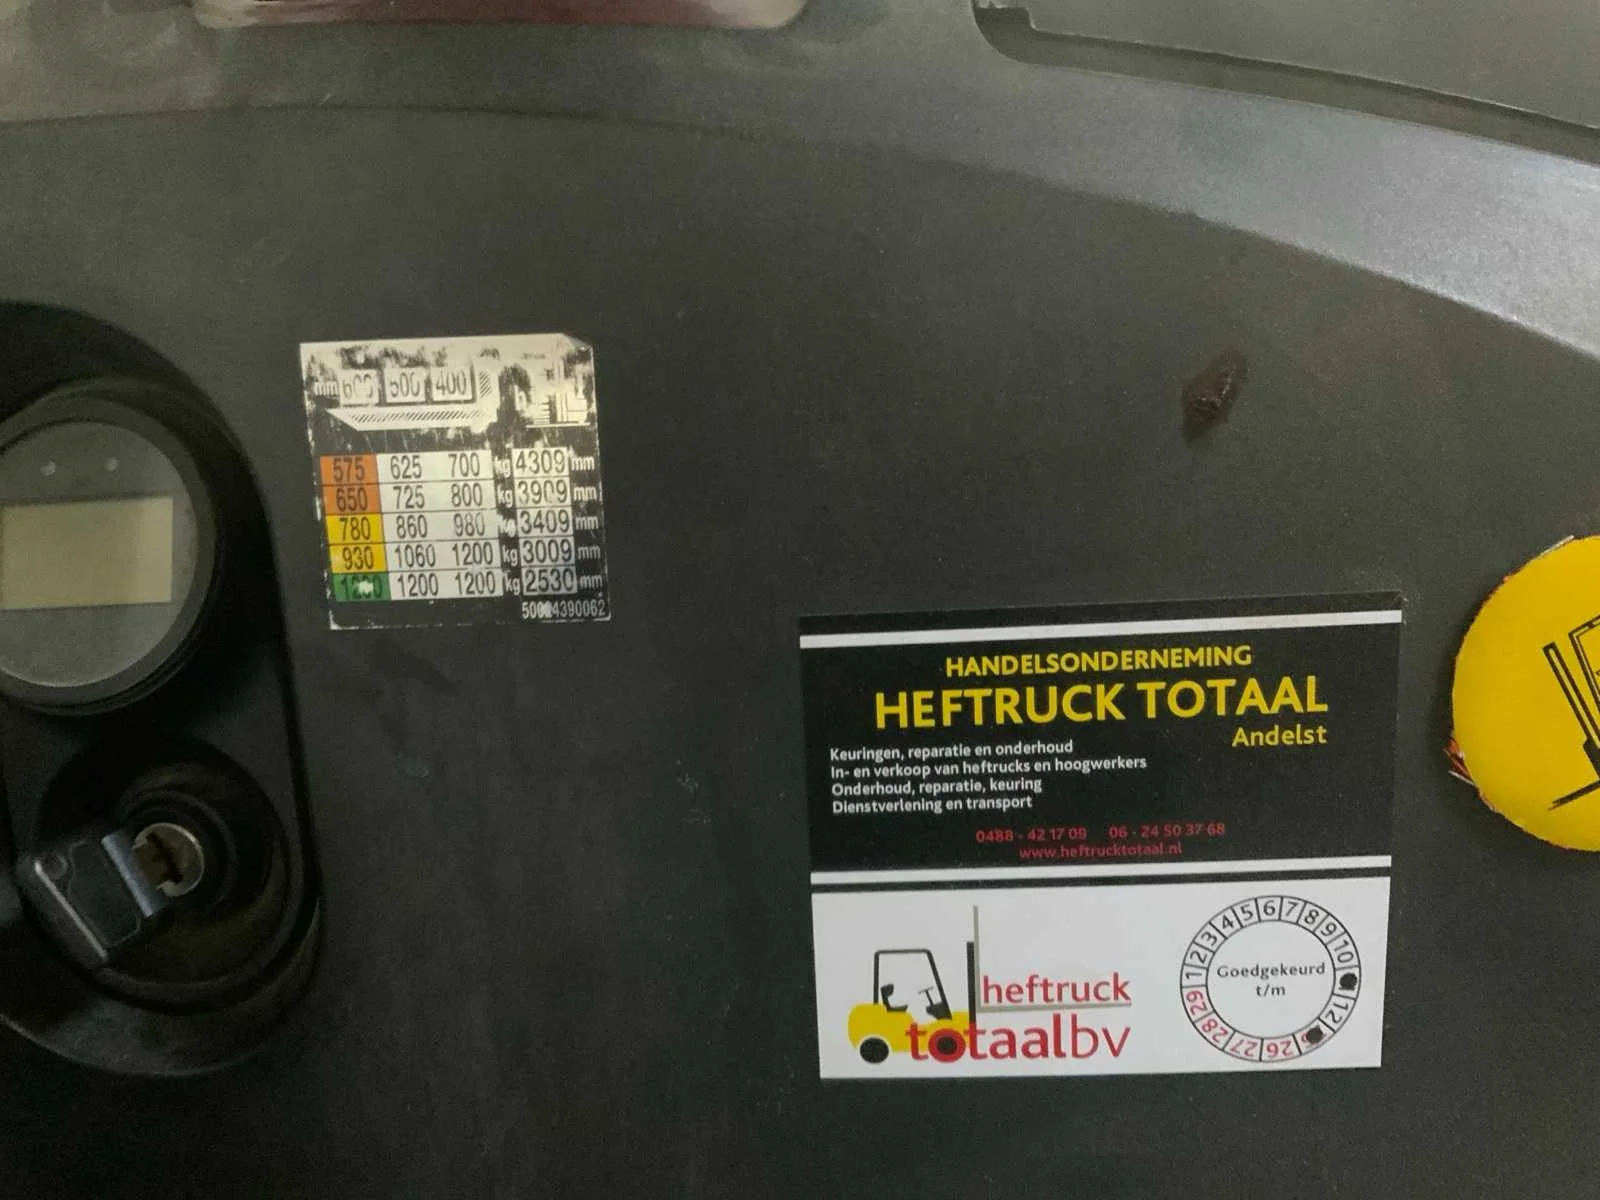 mm 600 500 400
575 625 700 kg 4309 mm
650 725 800 kg 3909 mm
780 860 980 kg 3409 mm
930 1060 1200 kg 3009 mm
1200 1200 kg 2530 mm
HANDELSONDERNEMING
HEFTRUCK TOTAAL
Andelst
Keuringen, reparatie en onderhoud
In- en verkoop van heftrucks en hoogwerkers
Onderhoud, reparatie, keuring
Dienstverlening en transport
0488 - 42 17 09 06 - 24 50 37 68
www.heftrucktotaal.nl
heftruck
totaalbv
1 2 3 4 5 6 7 8 9 10 12
Goedgekeurd
t/m
26 27 28 29